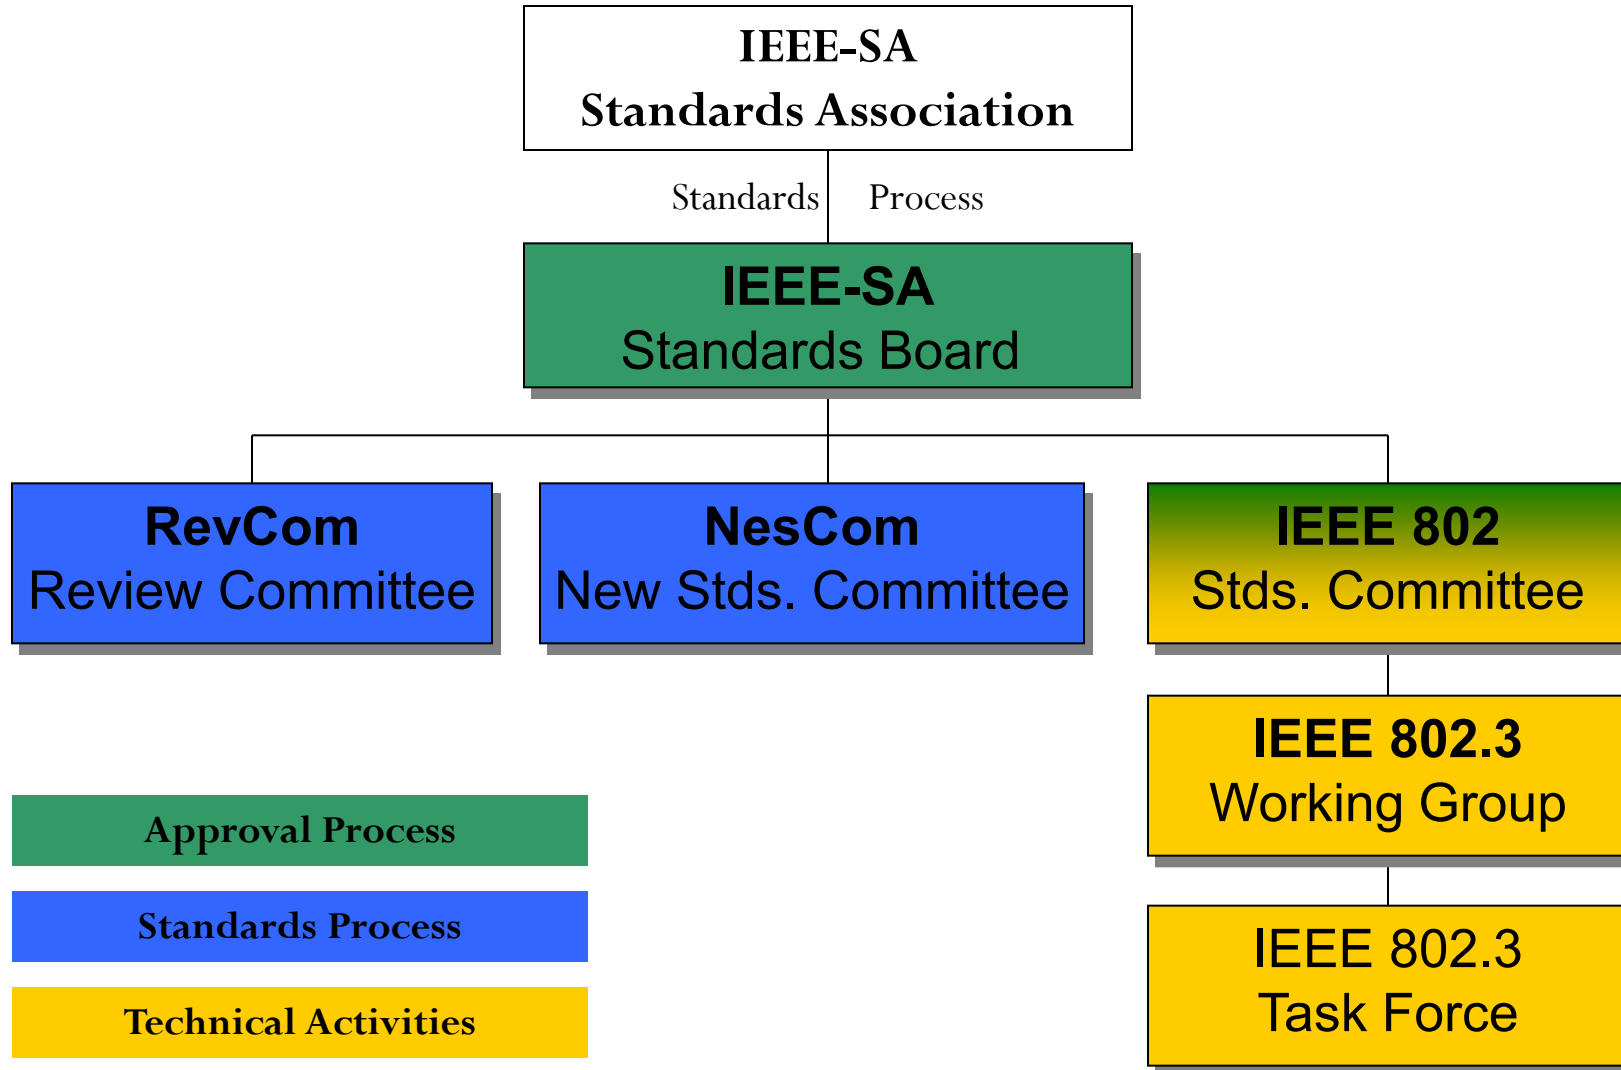 IEEE-SA
Standards Association
Standards Process
IEEE-SA
Standards Board
RevCom
Review Committee
NesCom
New Stds. Committee
IEEE 802
Stds. Committee
IEEE 802.3
Working Group
IEEE 802.3
Task Force
Approval Process
Standards Process
Technical Activities